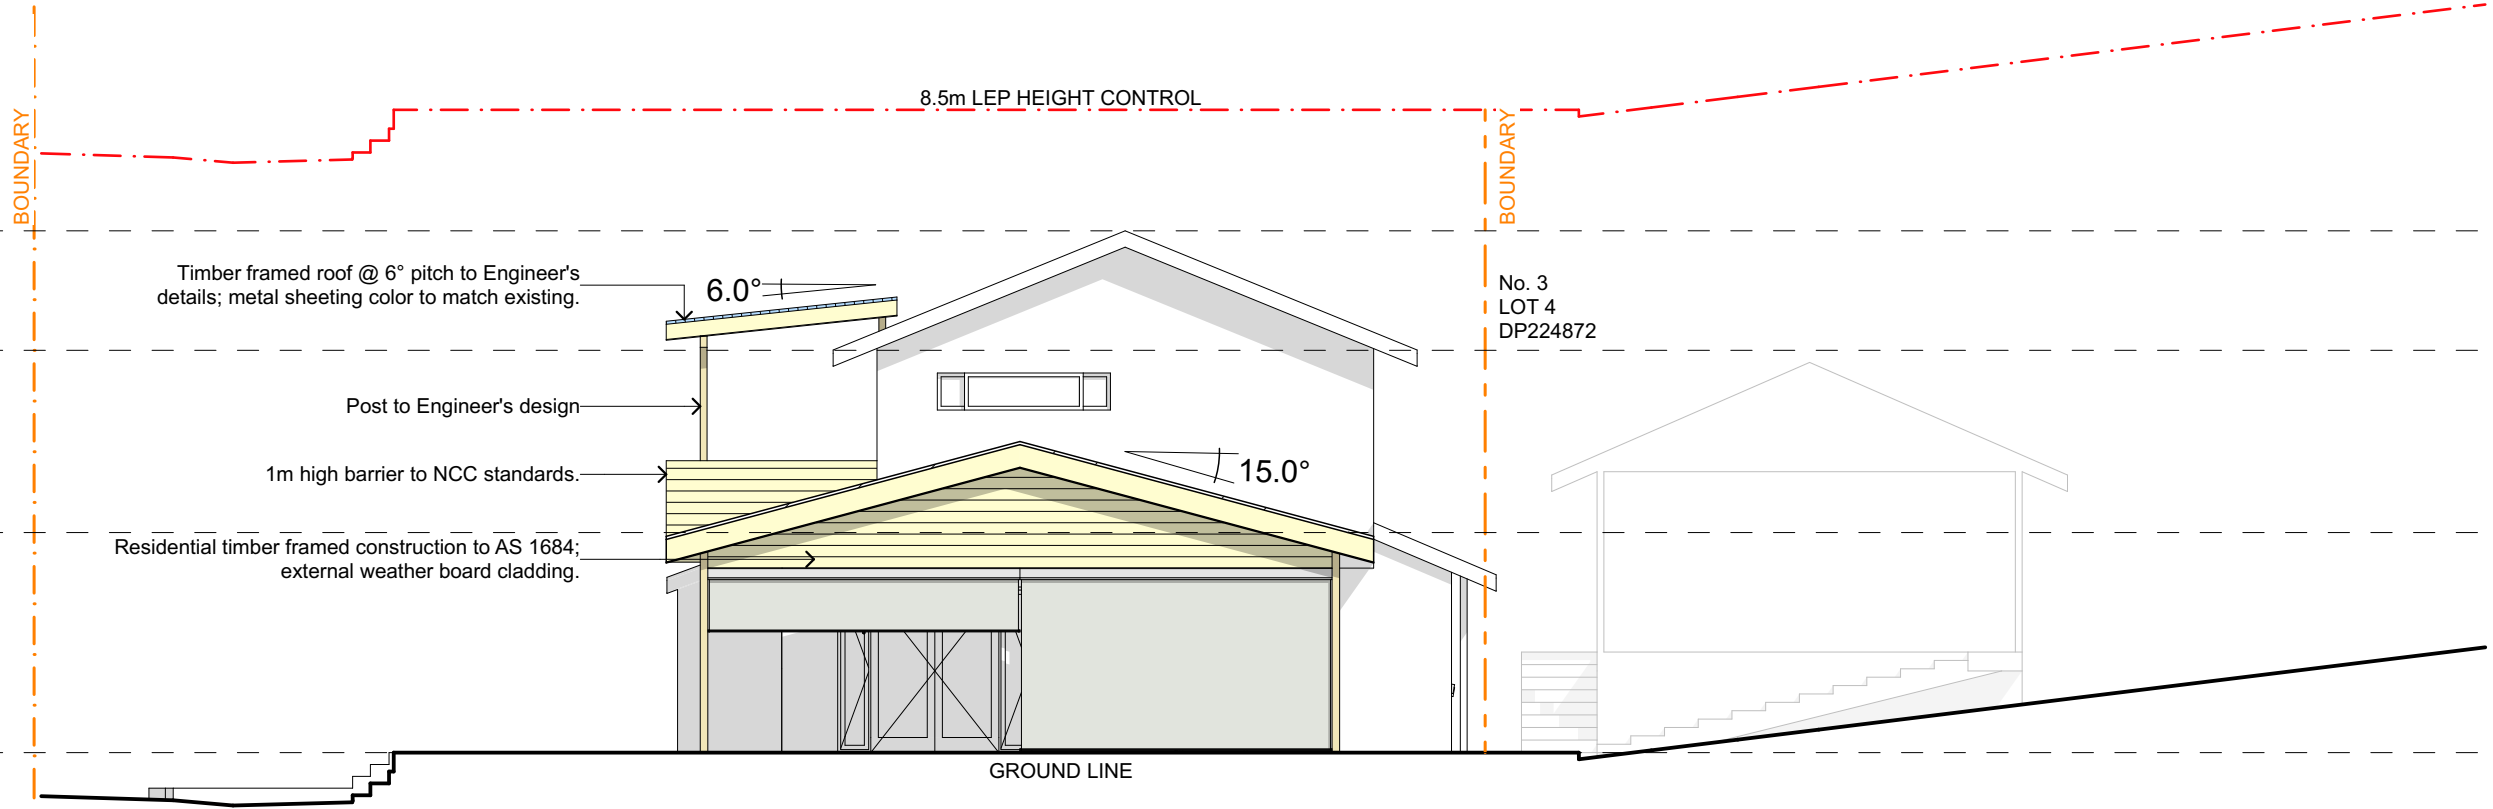 8.5m LEP HEIGHT CONTROL
BOUNDARY
BOUNDARY
Timber framed roof @ 6° pitch to Engineer's
details; metal sheeting color to match existing.
6.0°
No. 3
LOT 4
DP224872
Post to Engineer's design
1m high barrier to NCC standards.
15.0°
Residential timber framed construction to AS 1684;
external weather board cladding.
GROUND LINE